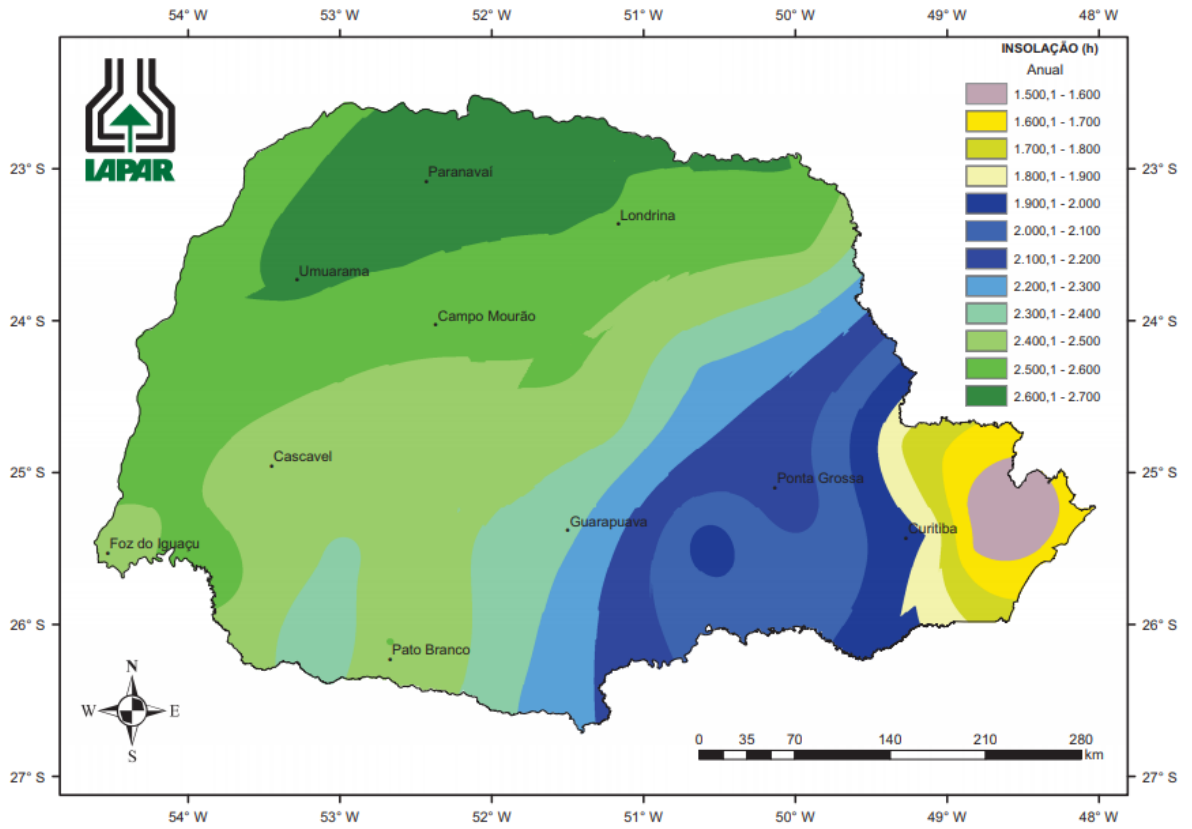 54° W 53° W 52° W 51° W 50° W 49° W 48° W
INSOLAÇÃO (h)
Anual
1.500,1 - 1.600
1.600,1 - 1.700
1.700,1 - 1.800
1.800,1 - 1.900
1.900,1 - 2.000
2.000,1 - 2.100
2.100,1 - 2.200
2.200,1 - 2.300
2.300,1 - 2.400
2.400,1 - 2.500
2.500,1 - 2.600
2.600,1 - 2.700
IAPAR
23° S 23° S
Paranavaí
Londrina
Umuarama
Campo Mourão
24° S 24° S
Cascavel
25° S 25° S
Ponta Grossa
Guarapuava
Curitiba
Foz do Iguaçu
26° S 26° S
Pato Branco
N
W E
S
0 35 70 140 210 280
km
27° S 27° S
54° W 53° W 52° W 51° W 50° W 49° W 48° W